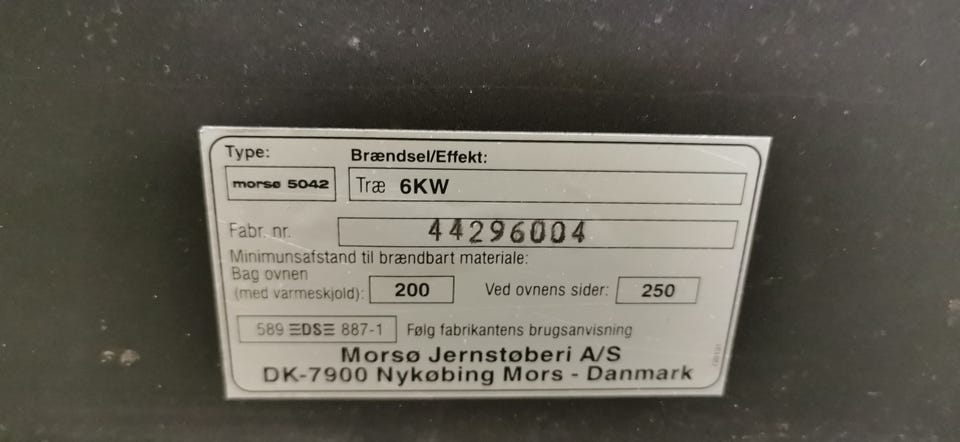 Type:
Brændsel/Effekt:
morsø 5042
Træ 6KW
Fabr. nr.
44296004
Minimunsafstand til brændbart materiale:
Bag ovnen
(med varmeskjold): 200 Ved ovnens sider: 250
589 DS 887-1 Følg fabrikantens brugsanvisning
Morsø Jernstøberi A/S
DK-7900 Nykøbing Mors - Danmark